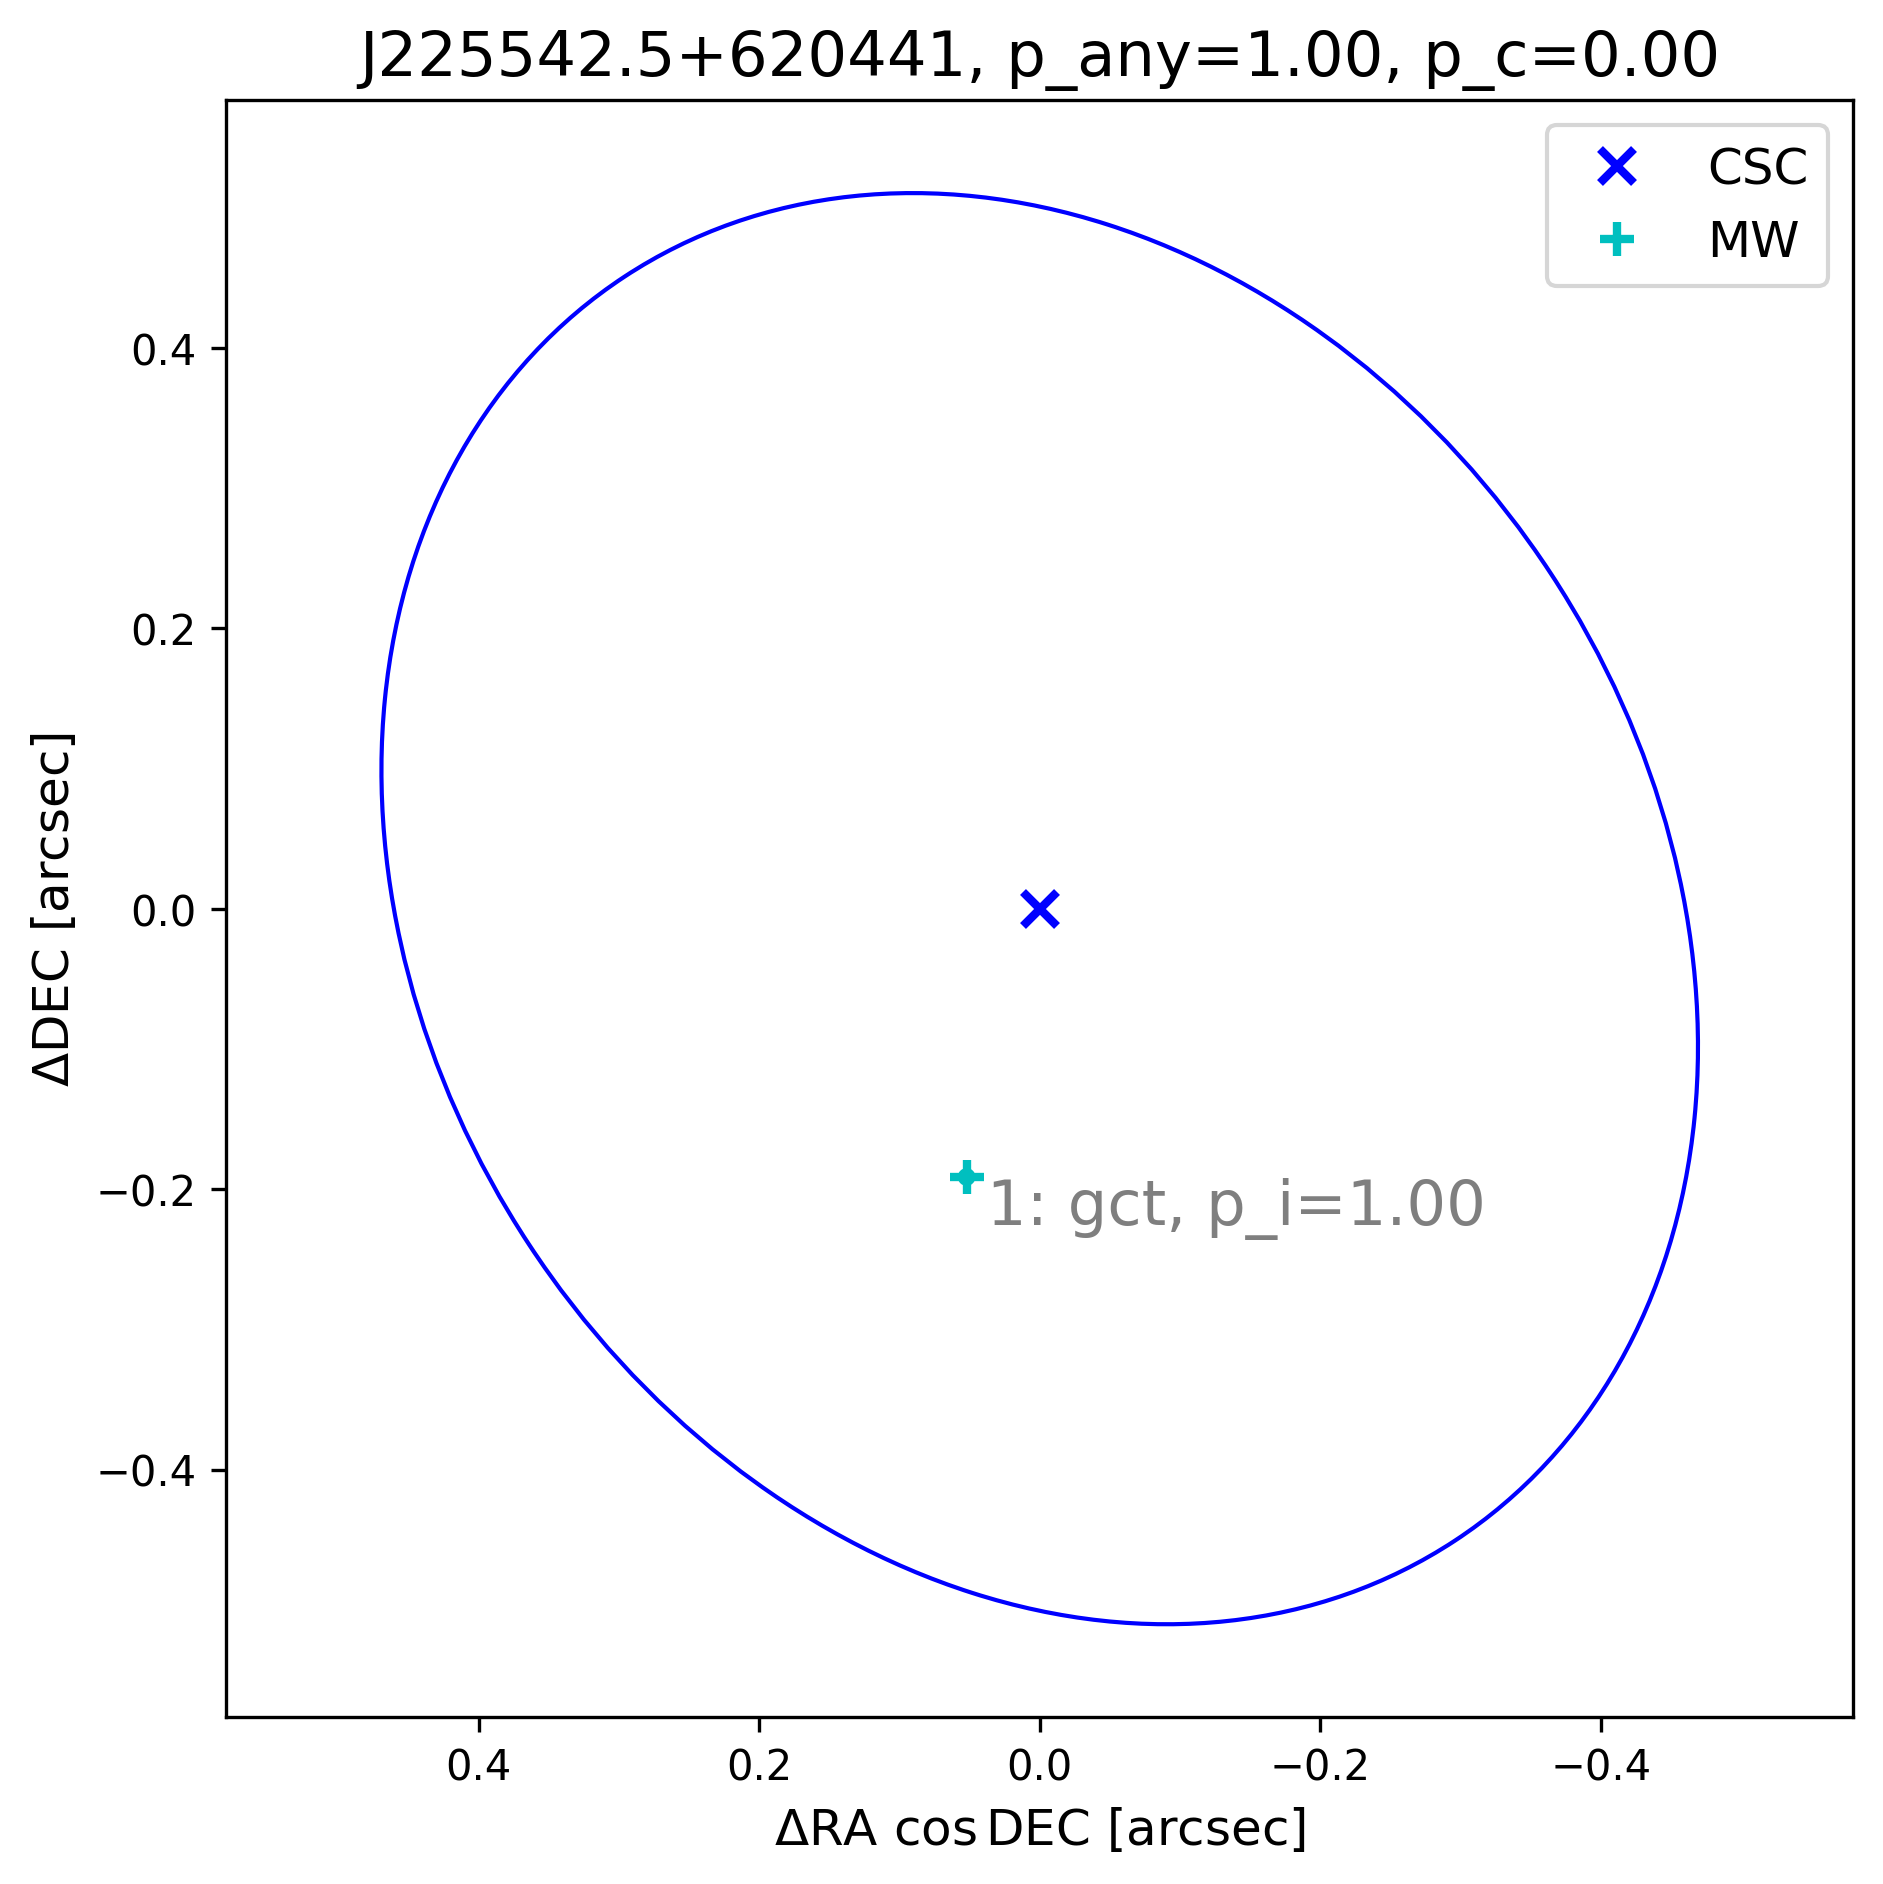 J225542.5+620441, p_any=1.00, p_c=0.00
CSC
MW
0.4
0.2
0.0
−0.2
−0.4
ΔDEC [arcsec]
1: gct, p_i=1.00
0.4
0.2
0.0
−0.2
−0.4
ΔRA cos DEC [arcsec]